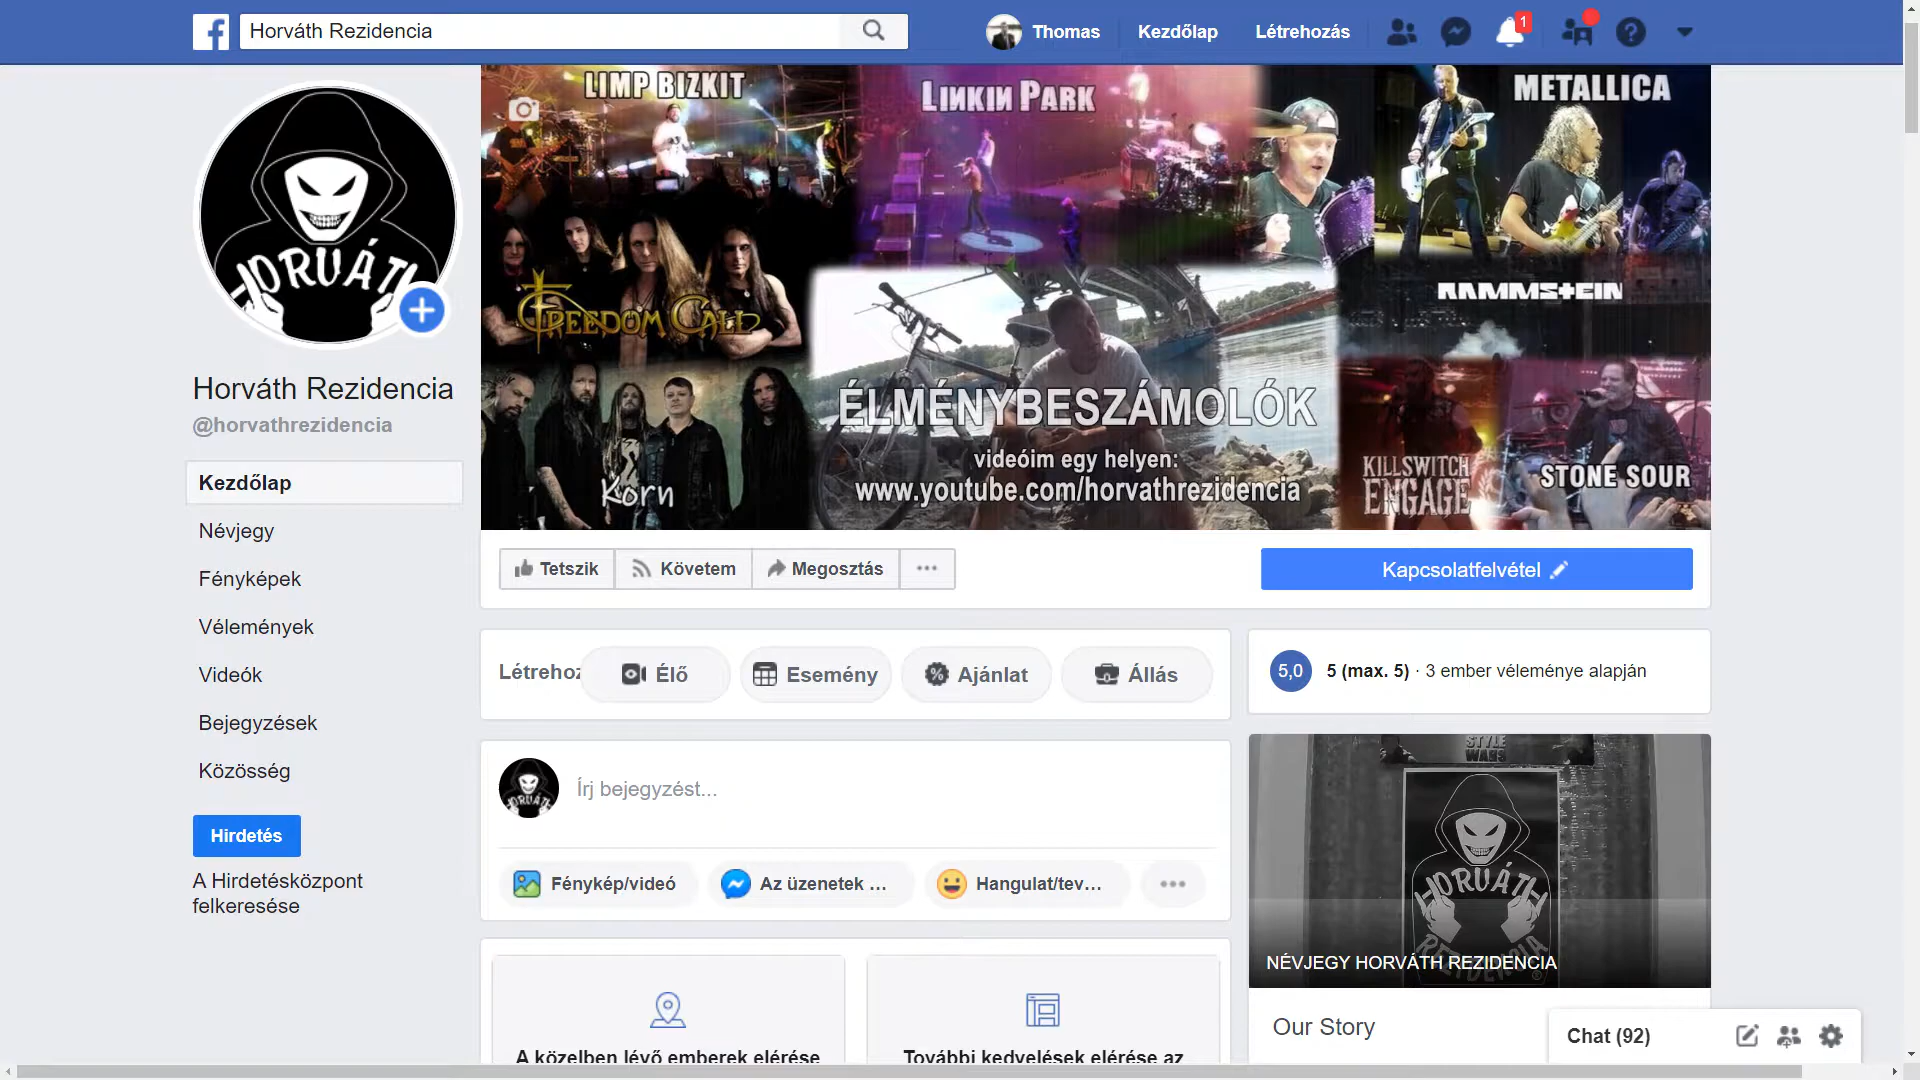 Horváth Rezidencia
Thomas
Kezdőlap
Létrehozás
1
HORVÁTH
Horváth Rezidencia
@horvathrezidencia
Kezdőlap
Névjegy
Fényképek
Vélemények
Videók
Bejegyzések
Közösség
Hirdetés
A Hirdetésközpont
felkeresése
LIMP BIZKIT
LINKIN PARK
METALLICA
FREEDOM CALL
RAMMSTEIN
ÉLMÉNYBESZÁMOLÓK
videóim egy helyen:
www.youtube.com/horvathrezidencia
KoRn
KILLSWITCH
ENGAGE
STONE SOUR
Tetszik
Követem
Megosztás
Kapcsolatfelvétel
Létrehoz
Élő
Esemény
Ajánlat
Állás
5,0
5 (max. 5) · 3 ember véleménye alapján
Írj bejegyzést...
Fénykép/videó
Az üzenetek ...
Hangulat/tev...
STYLE
WARS
HORVÁTH
REZIDENCIA
NÉVJEGY HORVÁTH REZIDENCIA
A közelben lévő emberek elérése
További kedvelések elérése az
Our Story
Chat (92)